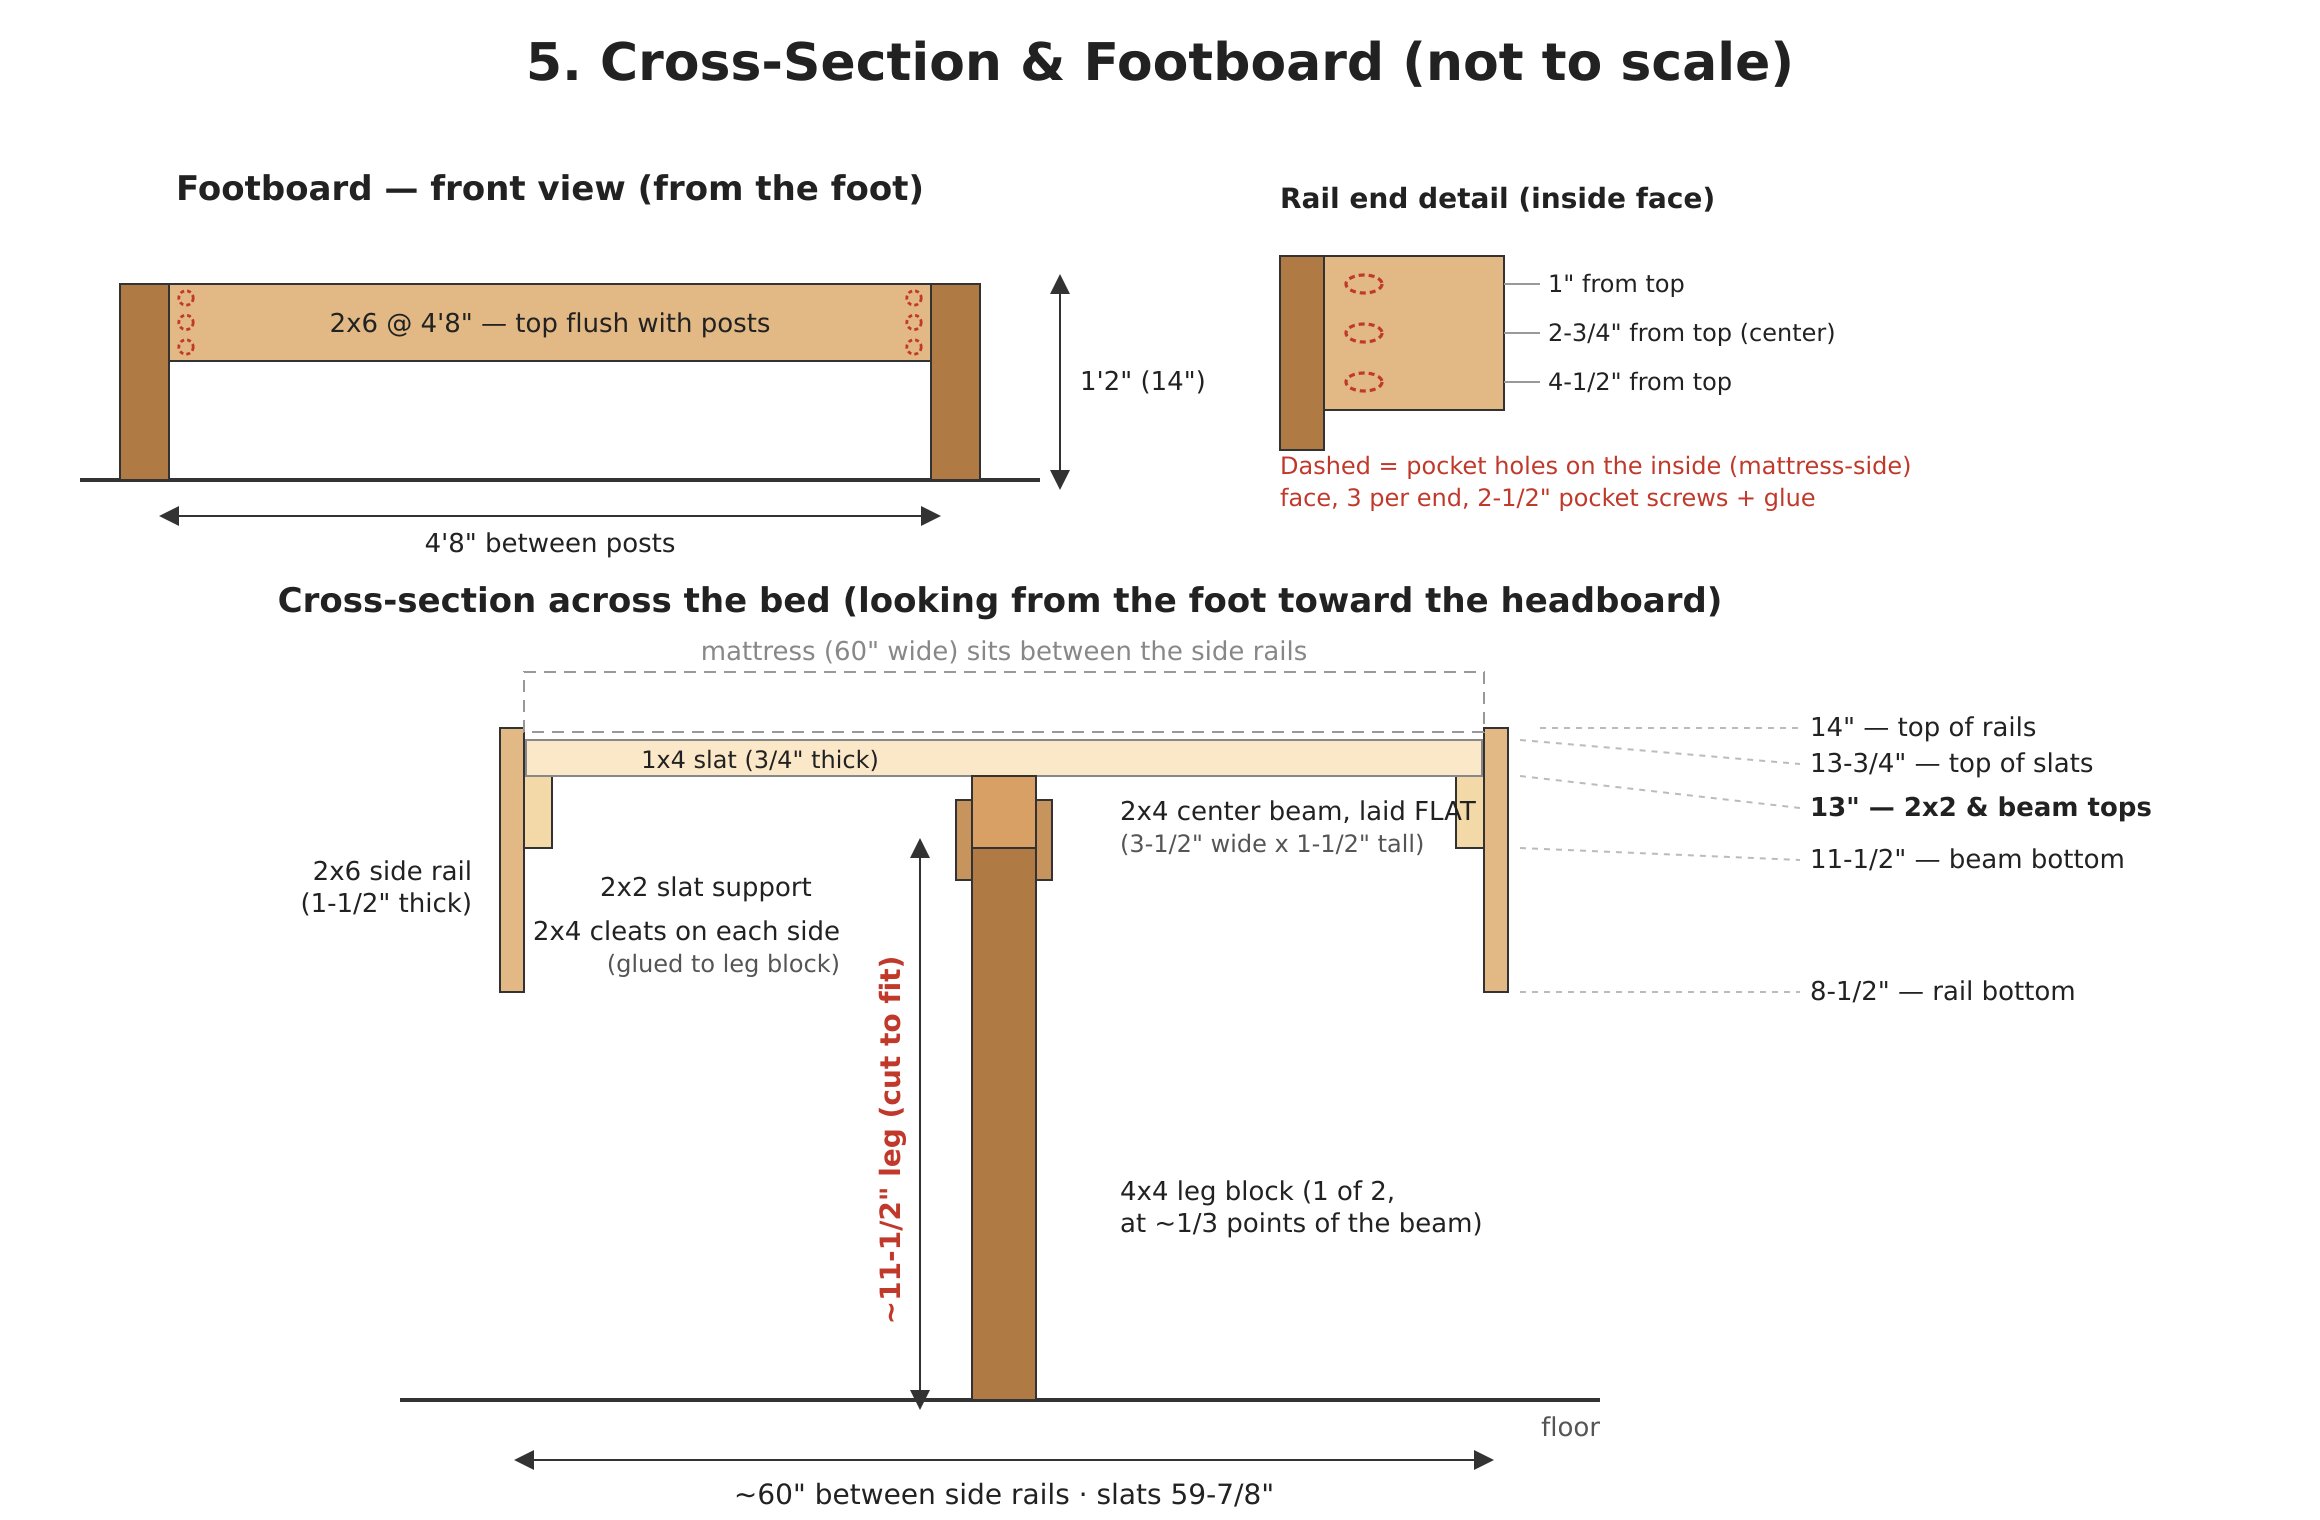 5. Cross-Section & Footboard (not to scale)
Footboard — front view (from the foot)
2x6 @ 4'8" — top flush with posts
1'2" (14")
4'8" between posts
Rail end detail (inside face)
1" from top
2-3/4" from top (center)
4-1/2" from top
Dashed = pocket holes on the inside (mattress-side)
face, 3 per end, 2-1/2" pocket screws + glue
Cross-section across the bed (looking from the foot toward the headboard)
mattress (60" wide) sits between the side rails
1x4 slat (3/4" thick)
2x4 center beam, laid FLAT
(3-1/2" wide x 1-1/2" tall)
2x6 side rail
(1-1/2" thick)
2x2 slat support
2x4 cleats on each side
(glued to leg block)
~11-1/2" leg (cut to fit)
14" — top of rails
13-3/4" — top of slats
13" — 2x2 & beam tops
11-1/2" — beam bottom
8-1/2" — rail bottom
4x4 leg block (1 of 2,
at ~1/3 points of the beam)
floor
~60" between side rails · slats 59-7/8"